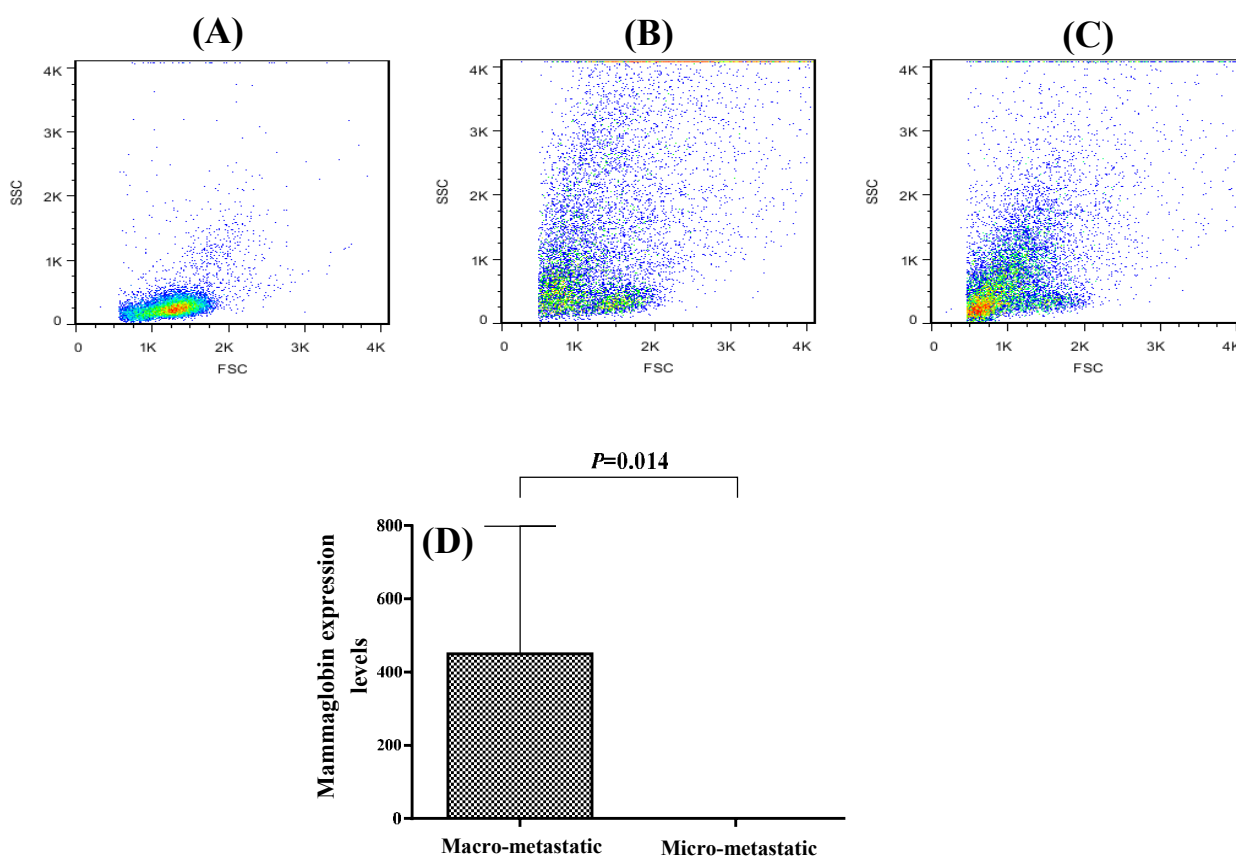 (A)
(B)
(C)
4K
3K
2K
1K
0
SSC
0 1K 2K 3K 4K
FSC
4K
3K
2K
1K
0
SSC
0 1K 2K 3K 4K
FSC
4K
3K
2K
1K
0
SSC
0 1K 2K 3K 4K
FSC
P=0.014
(D)
Mammaglobin expression
levels
800
600
400
200
0
Macro-metastatic Micro-metastatic